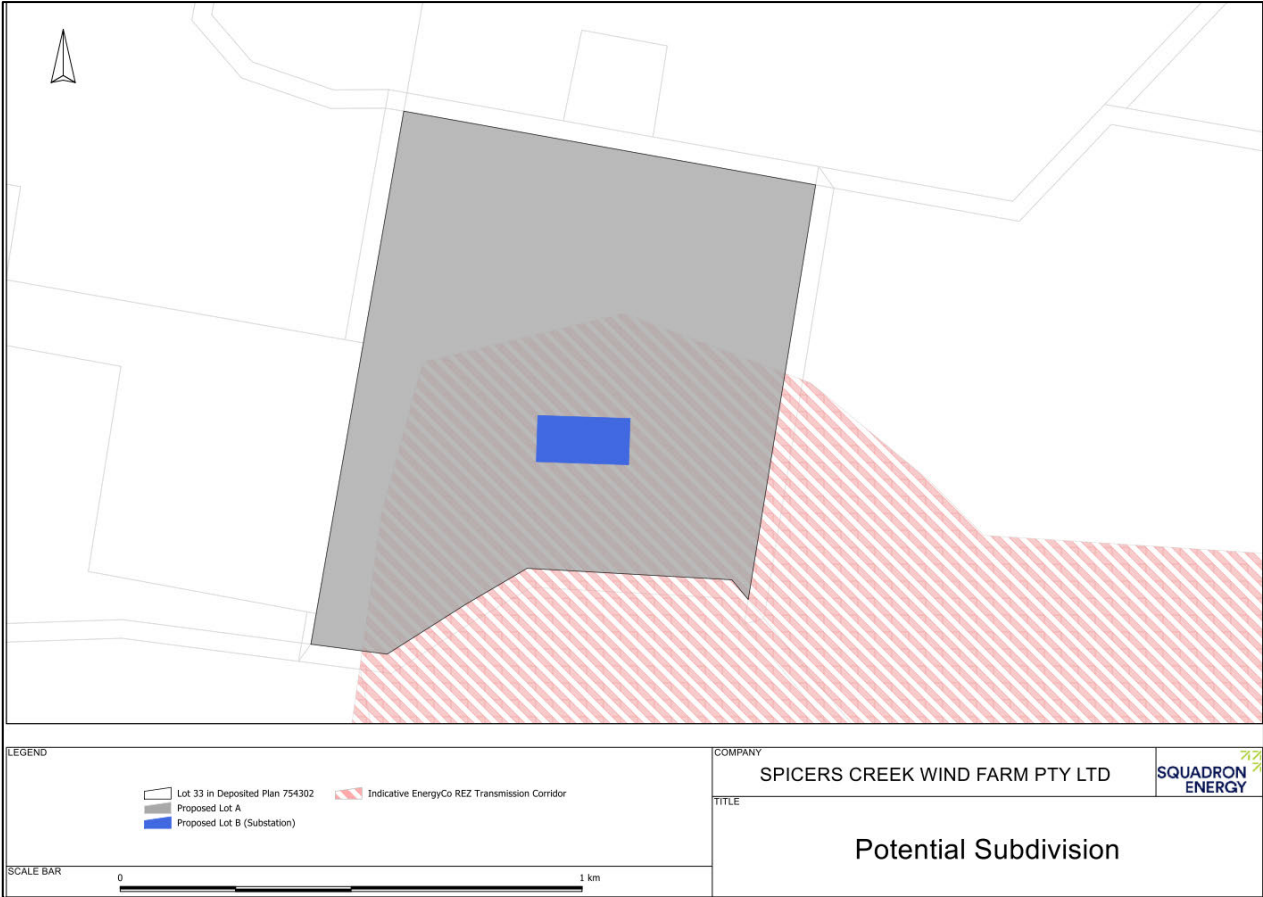 LEGEND
Lot 33 in Deposited Plan 754302
Indicative EnergyCo REZ Transmission Corridor
Proposed Lot A
Proposed Lot B (Substation)
SCALE BAR
0
1 km
COMPANY
SPICERS CREEK WIND FARM PTY LTD
SQUADRON
ENERGY
TITLE
Potential Subdivision